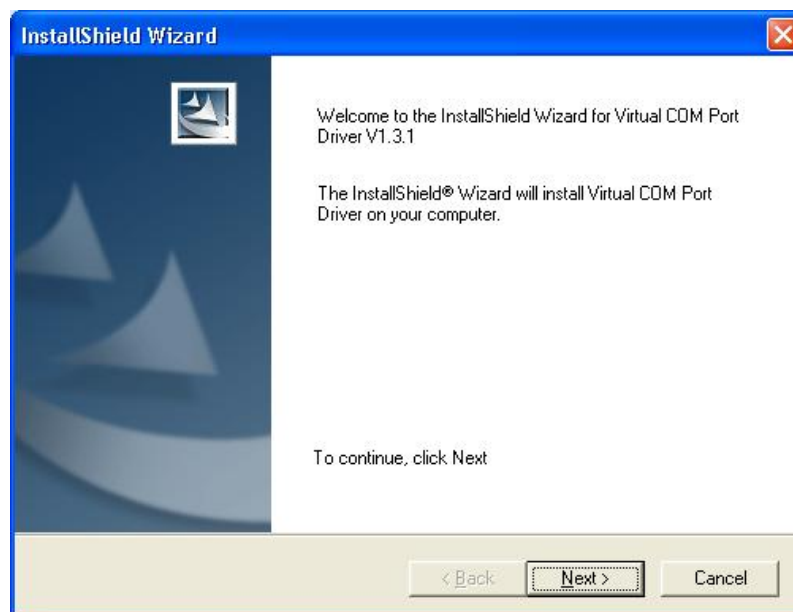 InstallShield Wizard
Welcome to the InstallShield Wizard for Virtual COM Port
Driver V1.3.1
The InstallShield® Wizard will install Virtual COM Port
Driver on your computer.
To continue, click Next
< Back
Next >
Cancel